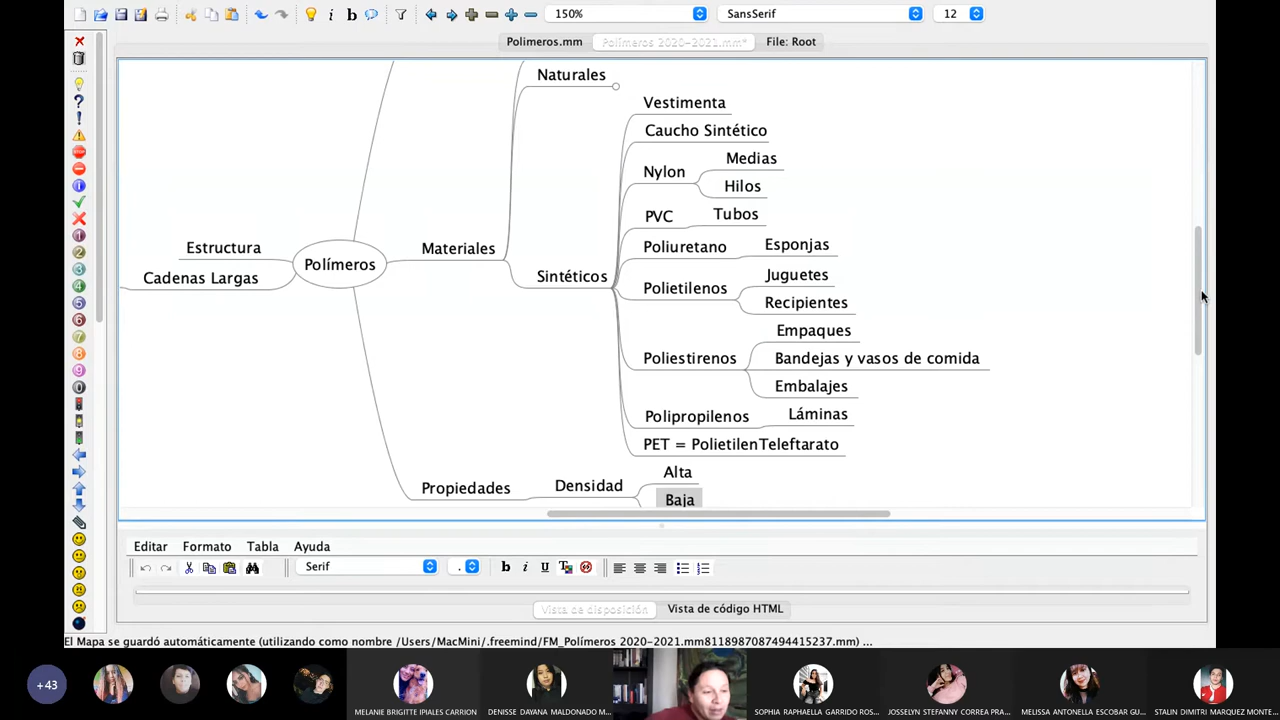 150%
SansSerif
12
Polimeros.mm
Polímeros 2020-2021.mm*
File: Root
Naturales
Vestimenta
Caucho Sintético
Medias
Nylon
Hilos
PVC
Tubos
Estructura
Materiales
Poliuretano
Esponjas
Polímeros
Cadenas Largas
Sintéticos
Juguetes
Polietilenos
Recipientes
Empaques
Poliestirenos
Bandejas y vasos de comida
Embalajes
Polipropilenos
Láminas
PET = PolietilenTeleftarato
Alta
Propiedades
Densidad
Baja
Editar Formato Tabla Ayuda
Serif
Vista de disposición
Vista de código HTML
El Mapa se guardó automáticamente (utilizando como nombre /Users/MacMini/.freemind/FM_Polímeros 2020-2021.mm8118987087494415237.mm) ...
+43
MELANIE BRIGITTE IPIALES CARRION
DENISSE DAYANA MALDONADO M...
SOPHIA RAPHAELLA GARRIDO ROS...
JOSSELYN STEFANNY CORREA PRA...
MELISSA ANTONELLA ESCOBAR GU...
STALIN DIMITRI MARQUEZ MONTE...